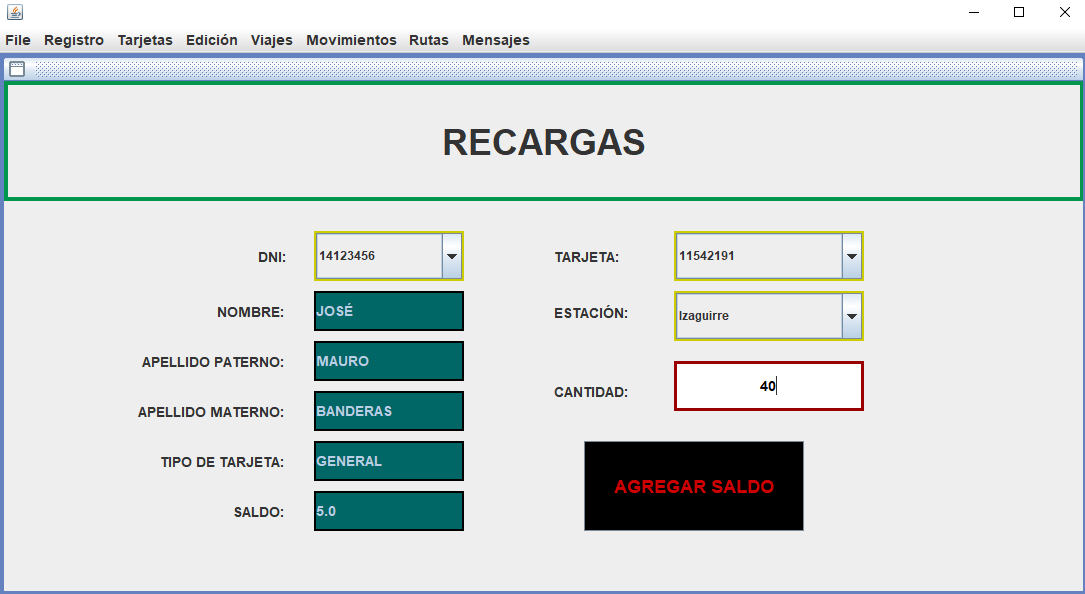 File Registro Tarjetas Edición Viajes Movimientos Rutas Mensajes
RECARGAS
DNI: 14123456
NOMBRE: JOSÉ
APELLIDO PATERNO: MAURO
APELLIDO MATERNO: BANDERAS
TIPO DE TARJETA: GENERAL
SALDO: 5.0
TARJETA: 11542191
ESTACIÓN: Izaguirre
CANTIDAD: 40
AGREGAR SALDO